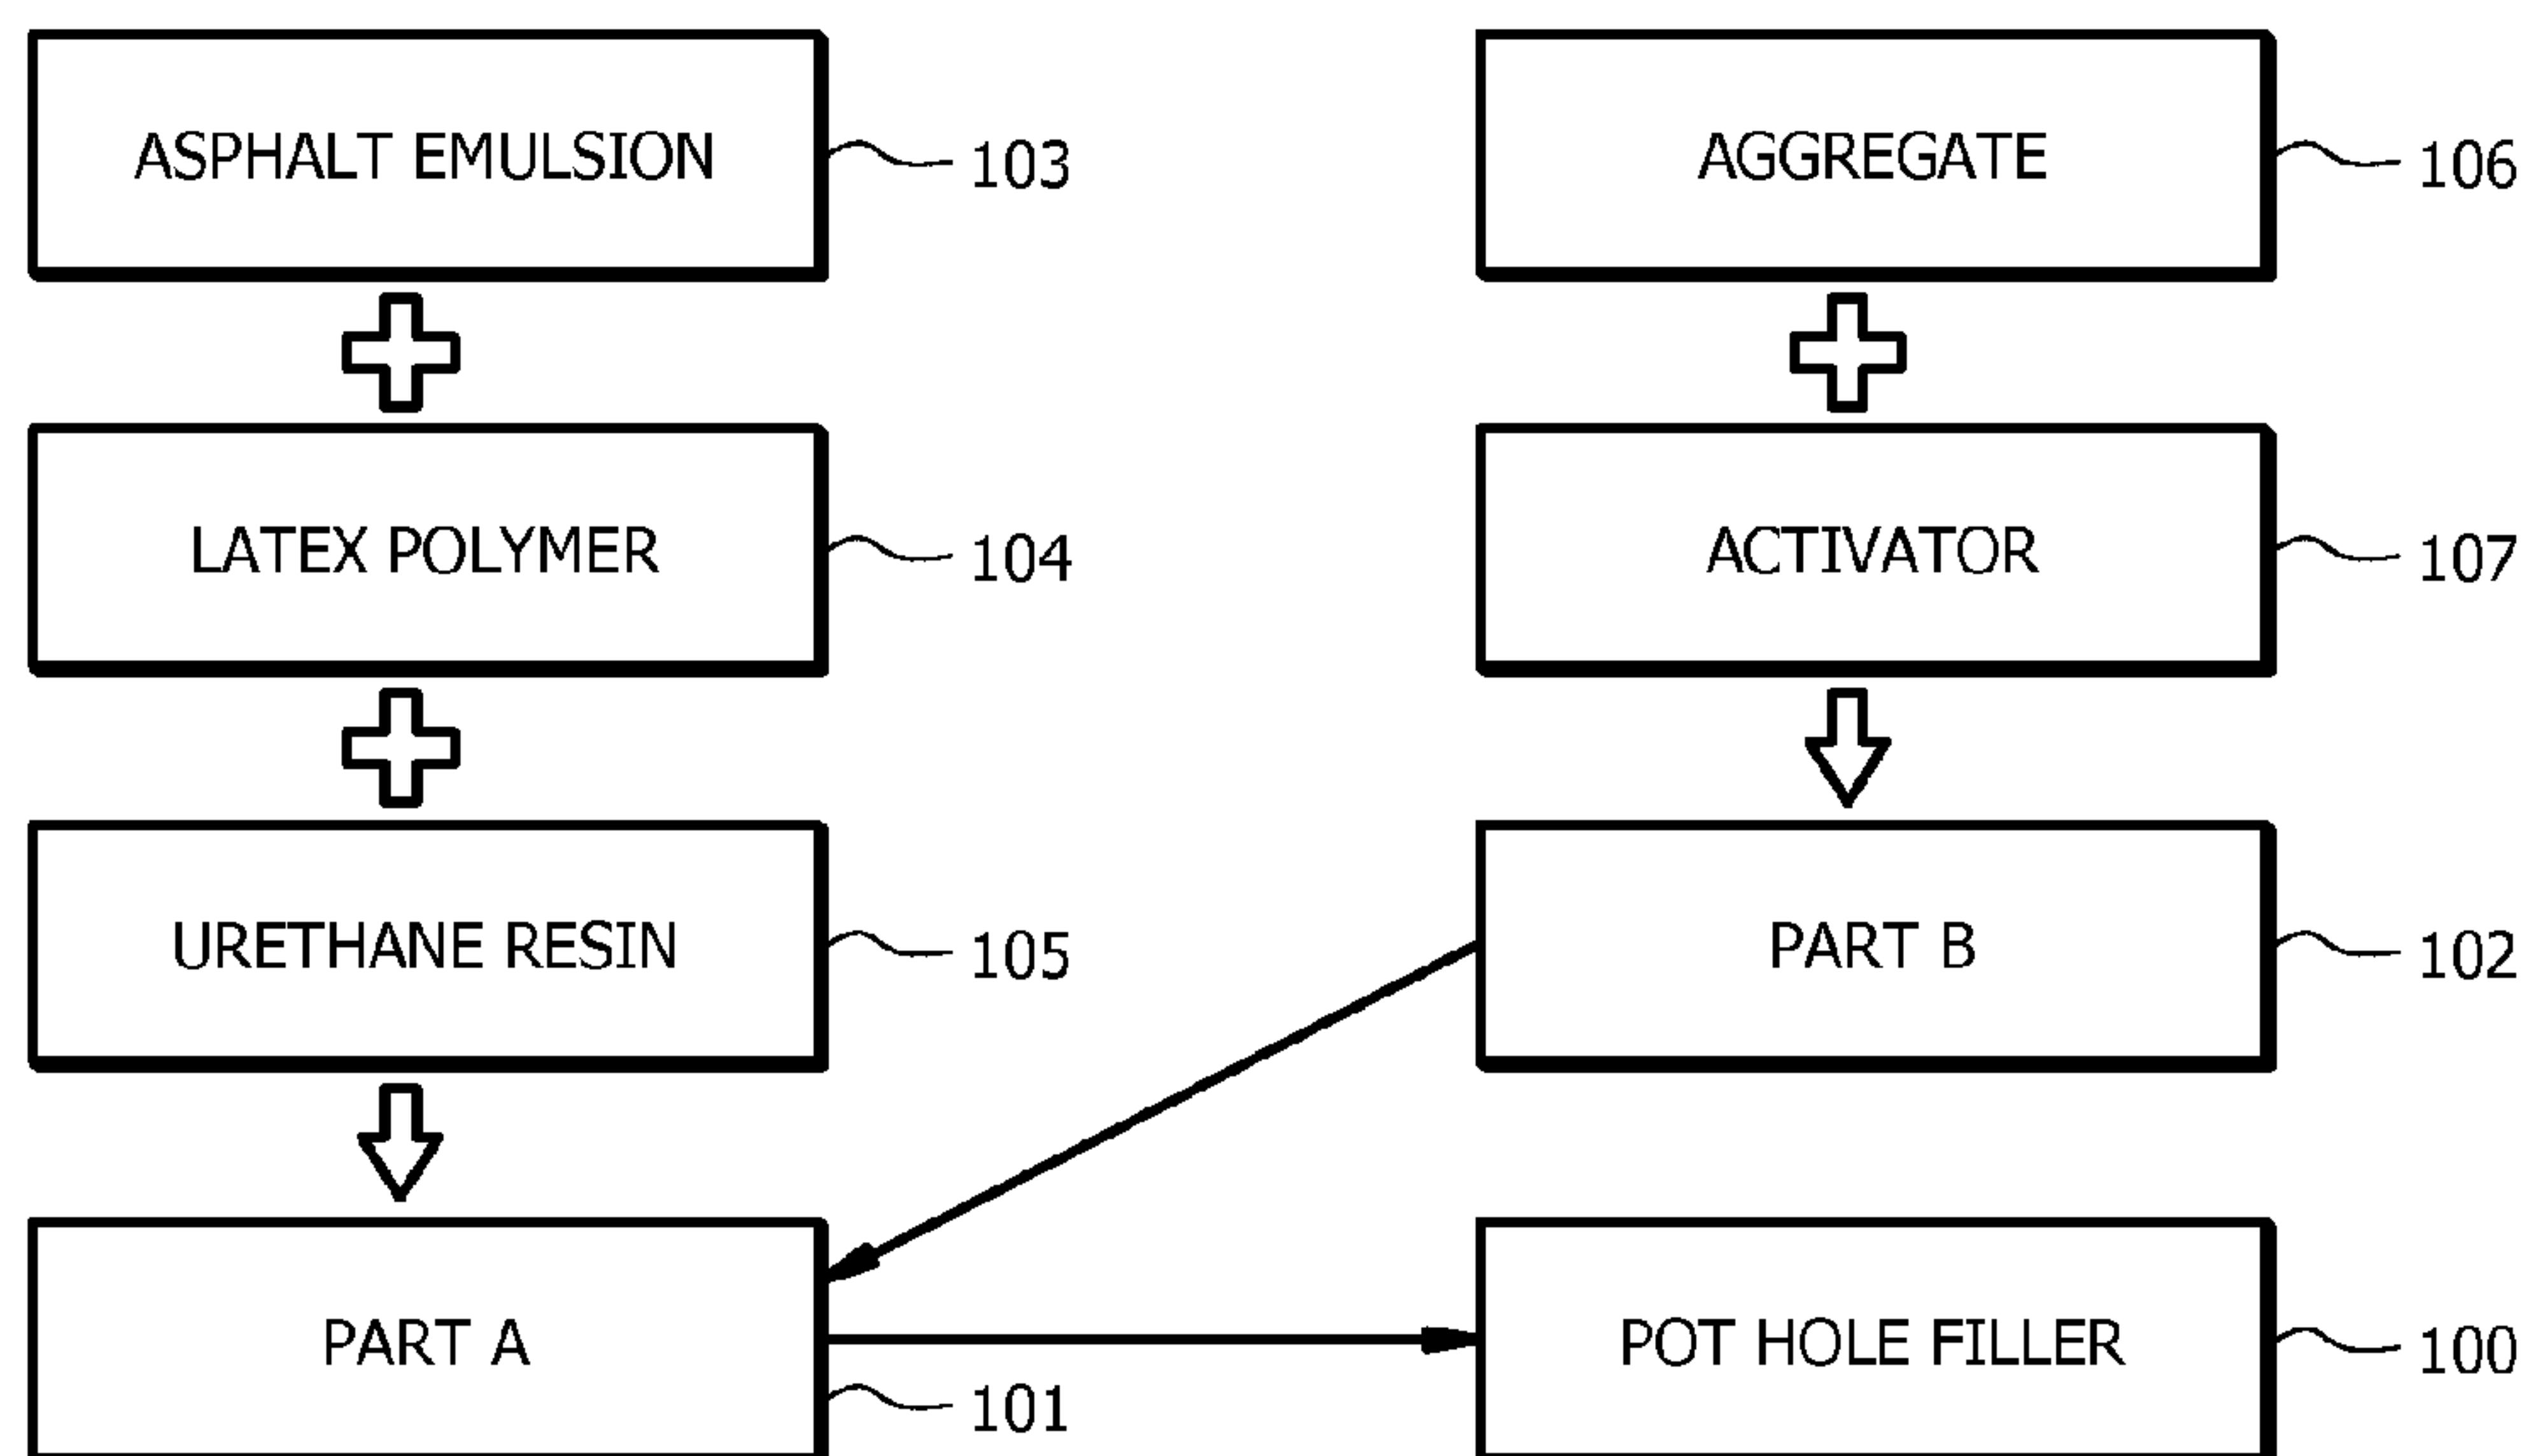 ASPHALT EMULSION
103
LATEX POLYMER
104
URETHANE RESIN
105
PART A
101
AGGREGATE
106
ACTIVATOR
107
PART B
102
POT HOLE FILLER
100